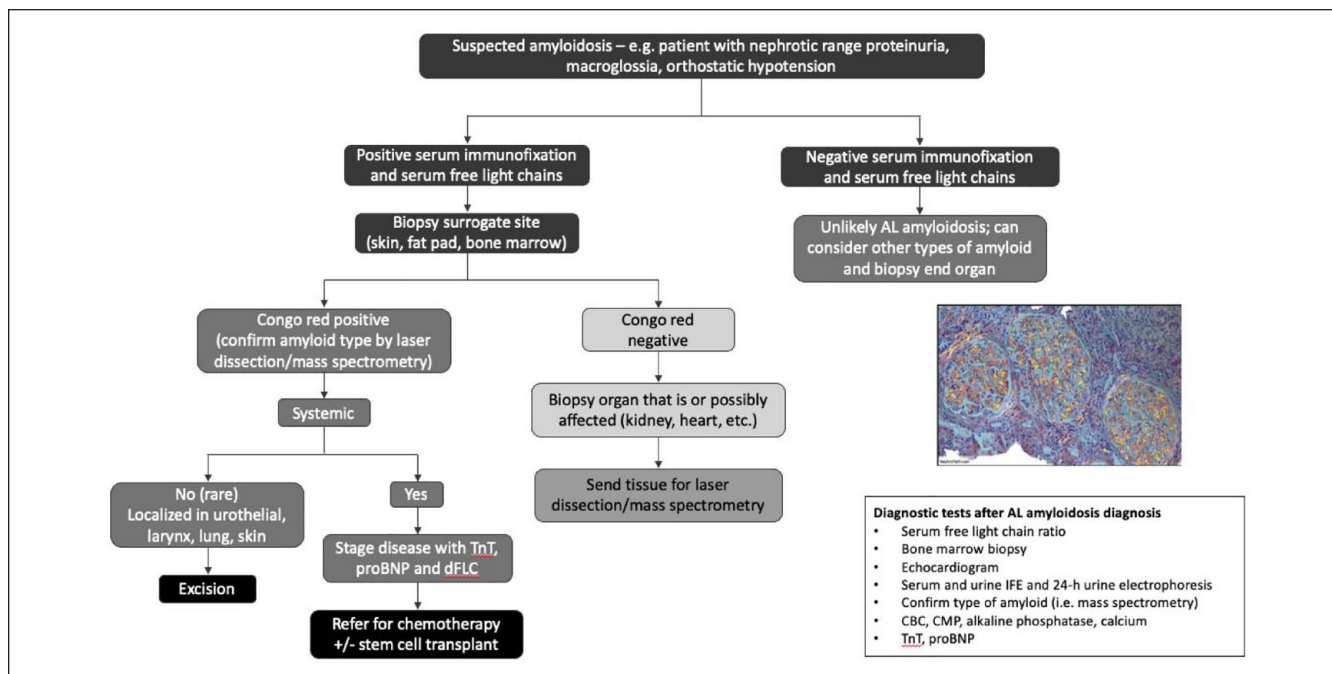 Suspected amyloidosis – e.g. patient with nephrotic range proteinuria,
macroglossia, orthostatic hypotension
Positive serum immunofixation
and serum free light chains
Negative serum immunofixation
and serum free light chains
Biopsy surrogate site
(skin, fat pad, bone marrow)
Unlikely AL amyloidosis; can
consider other types of amyloid
and biopsy end organ
Congo red positive
(confirm amyloid type by laser
dissection/mass spectrometry)
Congo red
negative
Systemic
Biopsy organ that is or possibly
affected (kidney, heart, etc.)
No (rare)
Localized in urothelial,
larynx, lung, skin
Yes
Send tissue for laser
dissection/mass spectrometry
Excision
Stage disease with TnT,
proBNP and dFLC
Refer for chemotherapy
+/- stem cell transplant
Diagnostic tests after AL amyloidosis diagnosis
• Serum free light chain ratio
• Bone marrow biopsy
• Echocardiogram
• Serum and urine IFE and 24-h urine electrophoresis
• Confirm type of amyloid (i.e. mass spectrometry)
• CBC, CMP, alkaline phosphatase, calcium
• TnT, proBNP